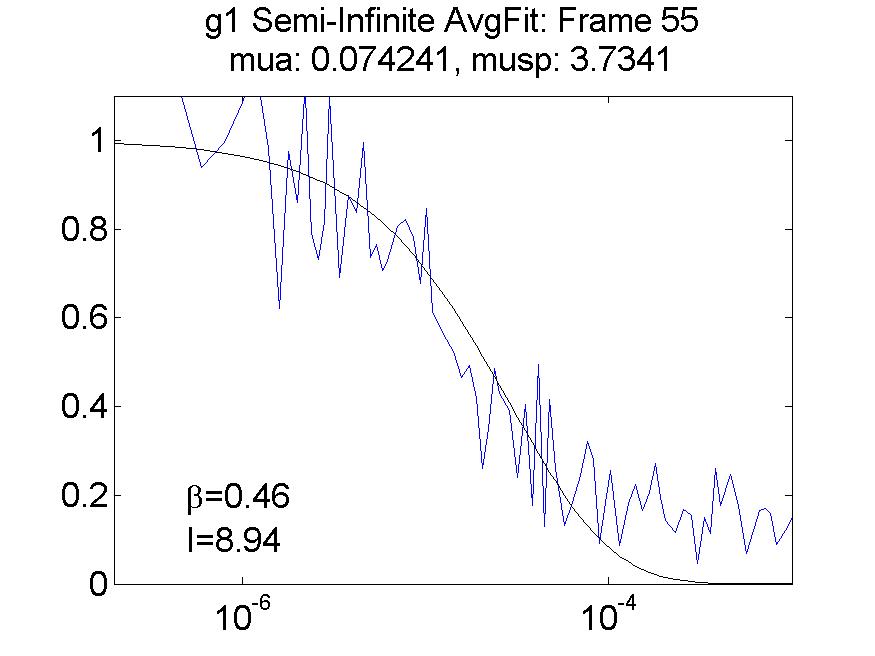 g1 Semi-Infinite AvgFit: Frame 55
mua: 0.074241, musp: 3.7341
1
0.8
0.6
0.4
0.2
0
β=0.46
I=8.94
10^-6
10^-4